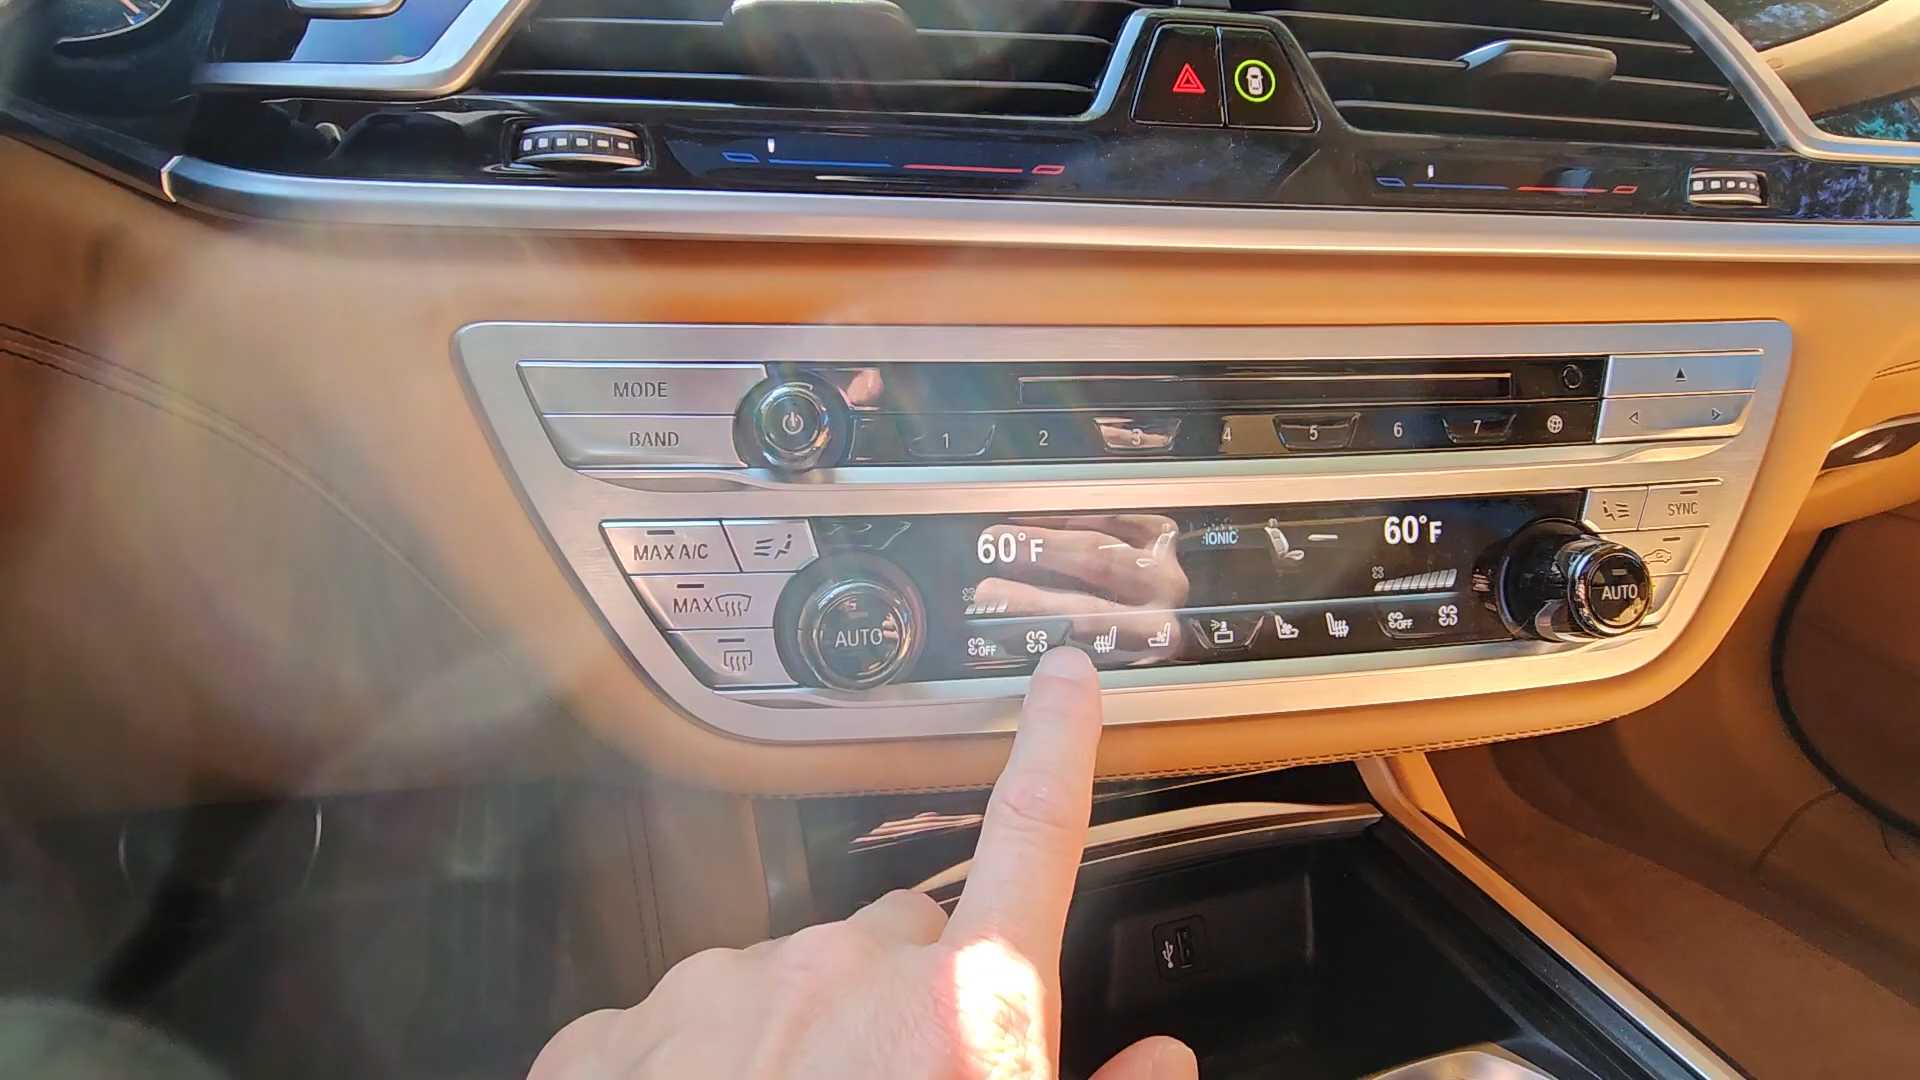 MODE
BAND
1 2 3 4 5 6 7
MAX A/C
MAX
AUTO
60°F
IONIC
60°F
OFF
OFF
SYNC
AUTO